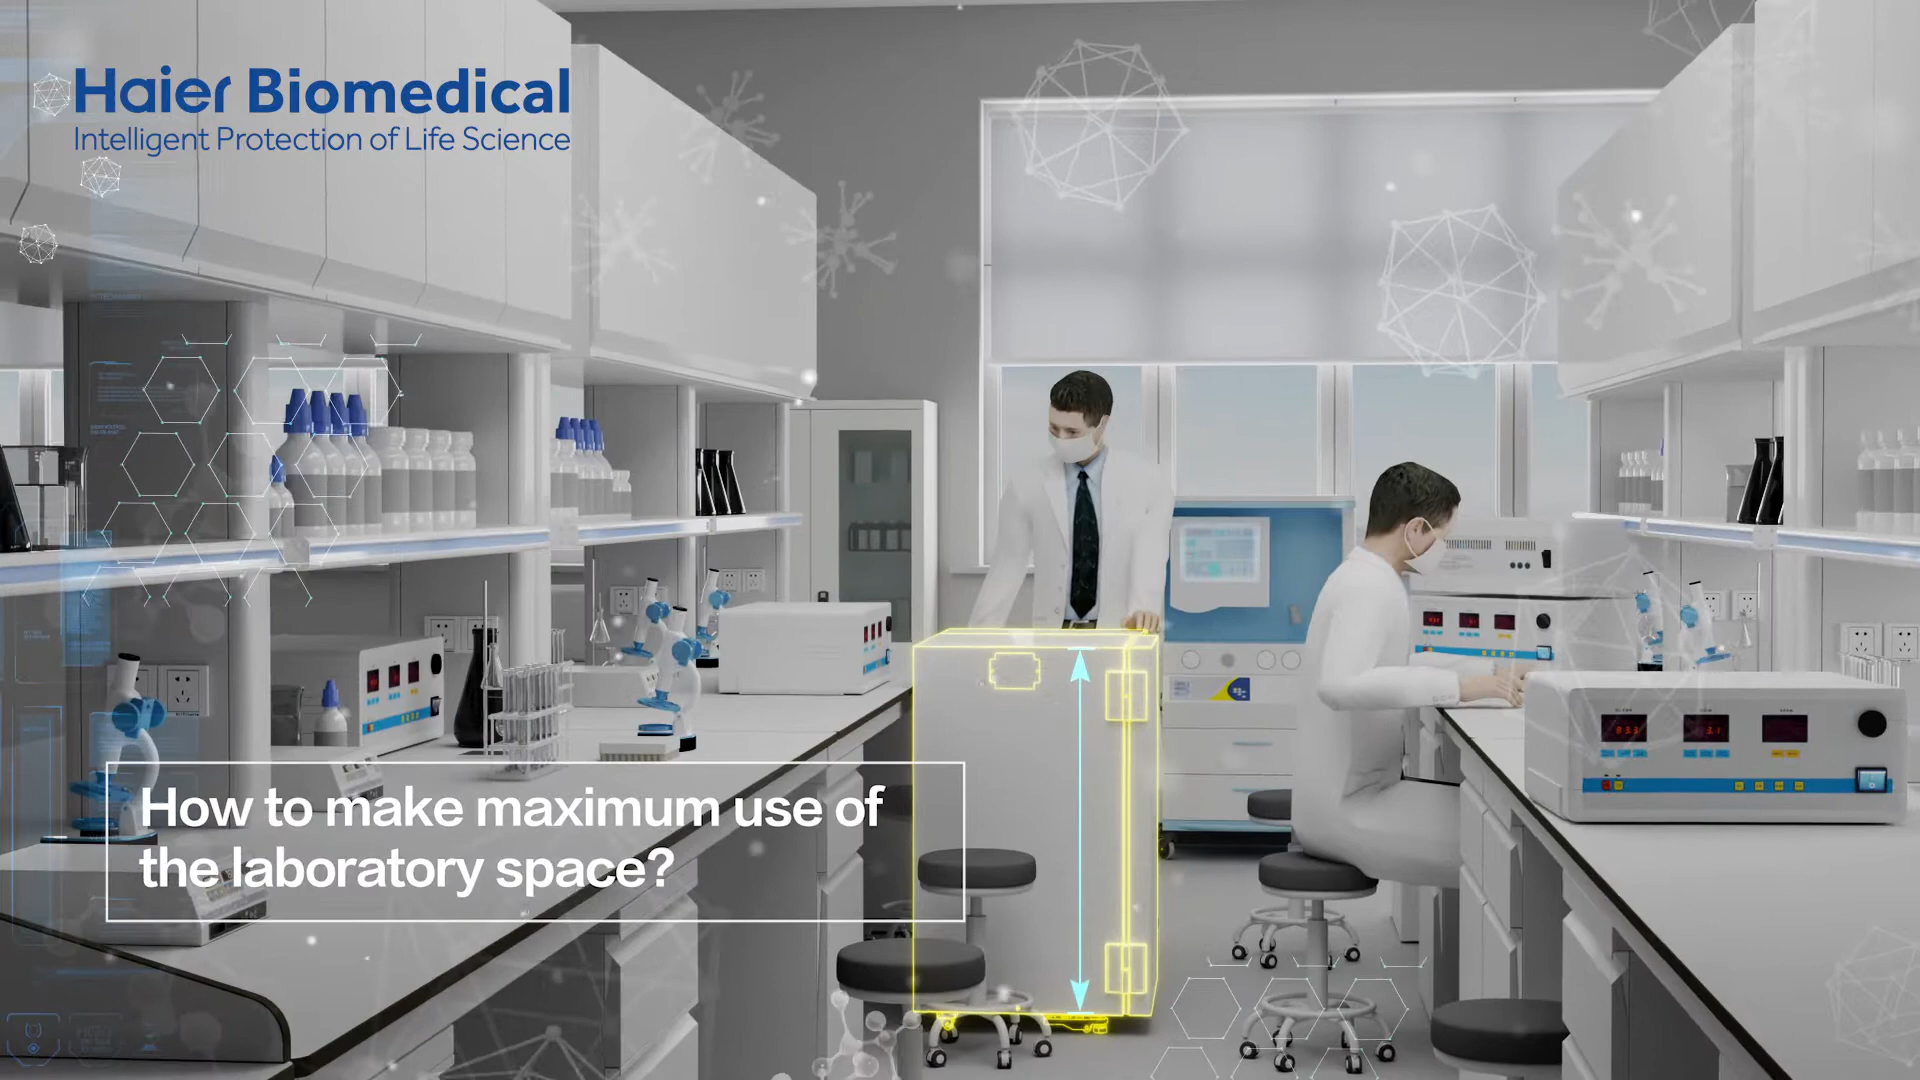 Haier Biomedical
Intelligent Protection of Life Science
How to make maximum use of
the laboratory space?